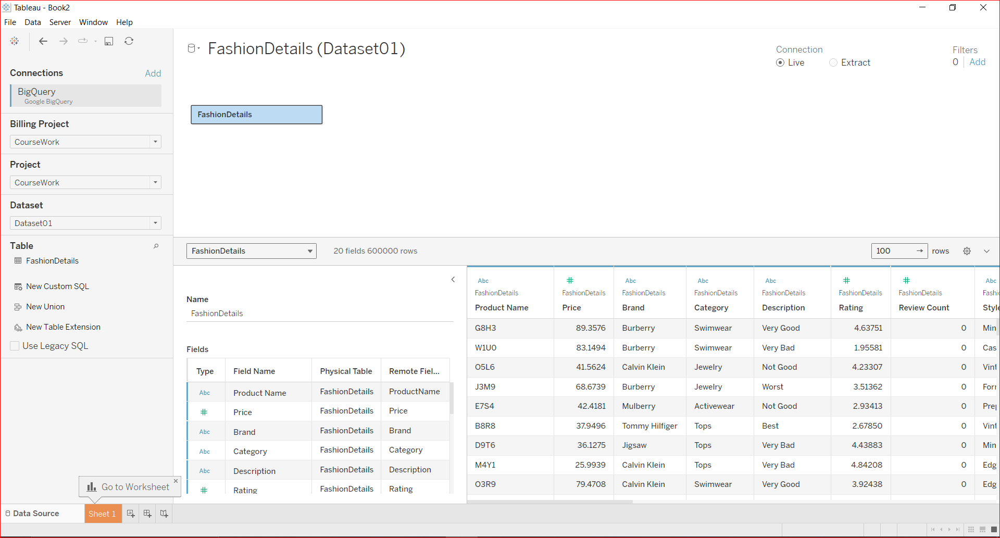 Tableau - Book2
File Data Server Window Help
Connections Add
BigQuery
Google BigQuery
Billing Project
CourseWork
Project
CourseWork
Dataset
Dataset01
Table
FashionDetails
New Custom SQL
New Union
New Table Extension
Use Legacy SQL
FashionDetails (Dataset01)
Connection
Live Extract
Filters
0 Add
FashionDetails
FashionDetails 20 fields 600000 rows 100 rows
Name
FashionDetails
Fields
Type Field Name Physical Table Remote Fiel...
Abc Product Name FashionDetails ProductName
Price FashionDetails Price
Abc Brand FashionDetails Brand
Abc Category FashionDetails Category
Abc Description FashionDetails Description
Rating FashionDetails Rating
Abc Abc Abc Abc Abc
FashionDetails FashionDetails FashionDetails FashionDetails FashionDetails FashionDetails FashionDetails Fashi
Product Name Price Brand Category Description Rating Review Count Style
G8H3 89.3576 Burberry Swimwear Very Good 4.63751 0 Min
W1U0 83.1494 Burberry Swimwear Very Bad 1.95581 0 Cas
O5L6 41.5624 Calvin Klein Jewelry Not Good 4.23307 0 Vint
J3M9 68.6739 Burberry Jewelry Worst 3.51362 0 Forr
E7S4 42.4181 Mulberry Activewear Not Good 2.93413 0 Prep
B8R8 37.9496 Tommy Hilfiger Tops Best 2.67850 0 Vint
D9T6 36.1275 Jigsaw Tops Very Bad 4.43883 0 Min
M4Y1 25.9939 Calvin Klein Tops Very Bad 4.84208 0 Edg
O3R9 79.4708 Calvin Klein Swimwear Very Good 3.92438 0 Edg
Go to Worksheet
Data Source Sheet 1